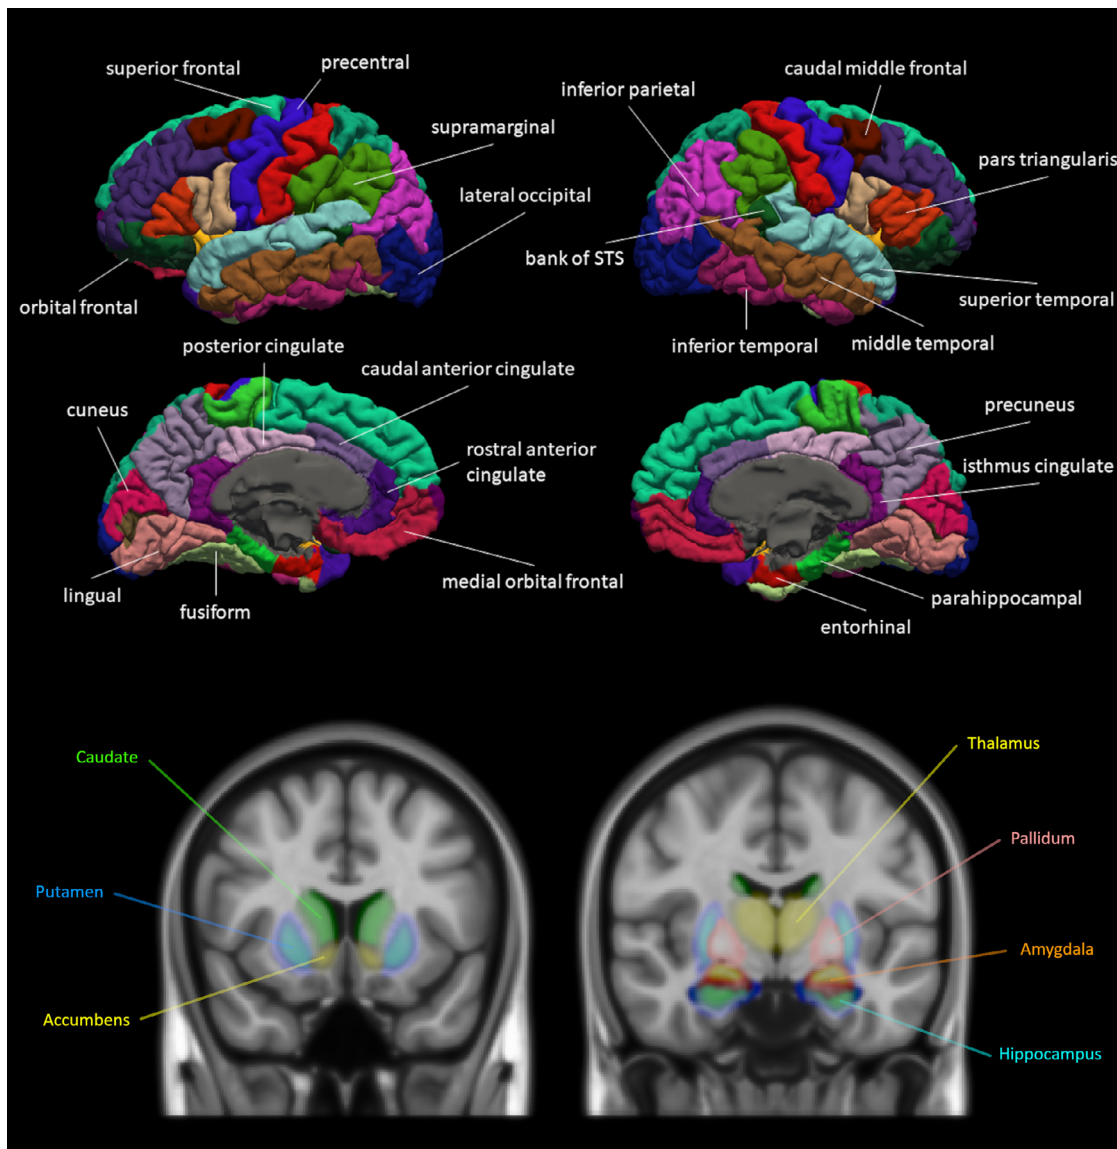 superior frontal
precentral
supramarginal
lateral occipital
orbital frontal
inferior parietal
caudal middle frontal
pars triangularis
bank of STS
superior temporal
inferior temporal
middle temporal
posterior cingulate
caudal anterior cingulate
cuneus
rostral anterior
cingulate
lingual
fusiform
medial orbital frontal
precuneus
isthmus cingulate
parahippocampal
entorhinal
Caudate
Putamen
Accumbens
Thalamus
Pallidum
Amygdala
Hippocampus